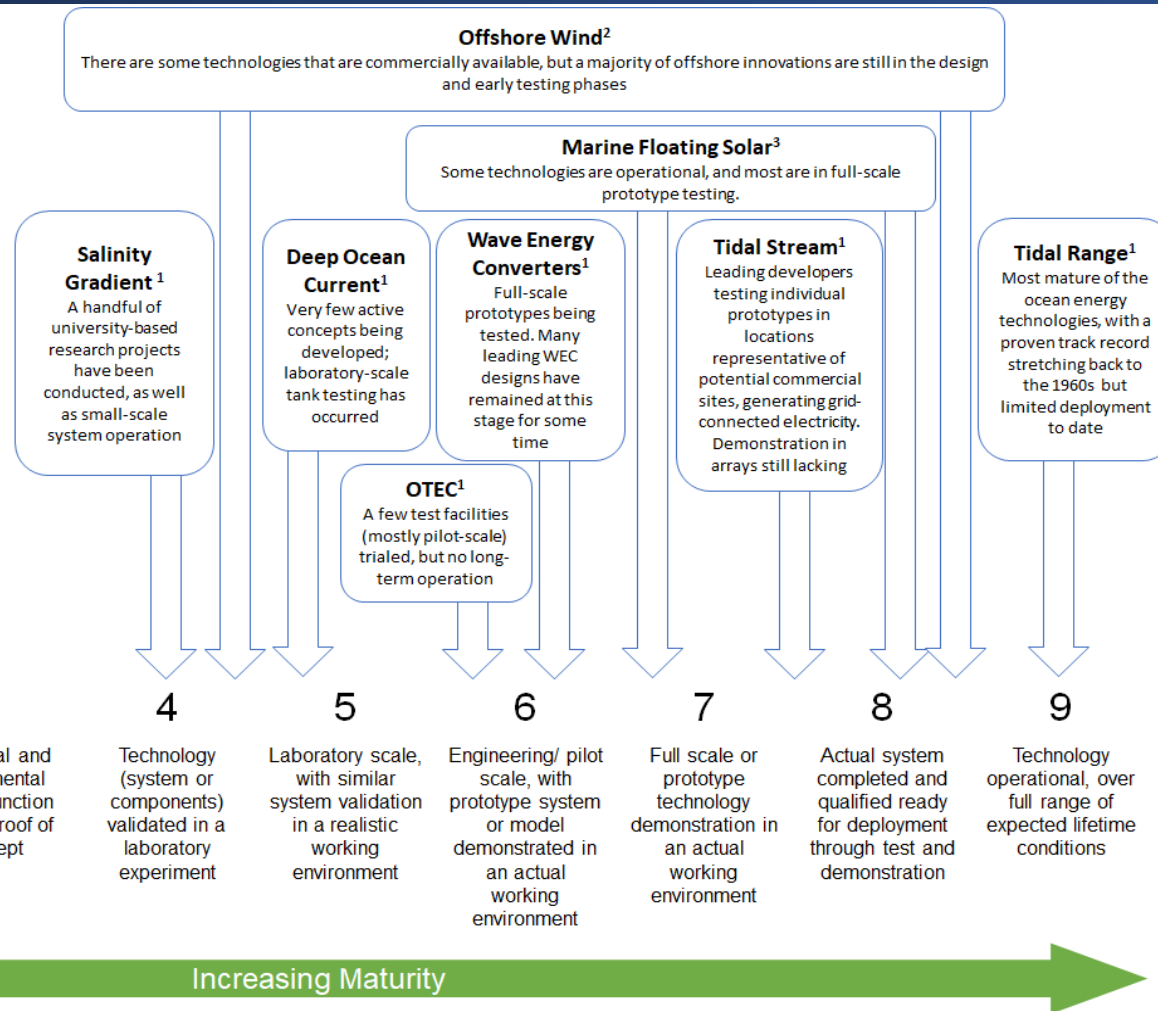 Offshore Wind2
There are some technologies that are commercially available, but a majority of offshore innovations are still in the design
and early testing phases
Marine Floating Solar3
Some technologies are operational, and most are in full-scale
prototype testing.
Salinity
Gradient 1
A handful of
university-based
research projects
have been
conducted, as well
as small-scale
system operation
Deep Ocean
Current1
Very few active
concepts being
developed;
laboratory-scale
tank testing has
occurred
Wave Energy
Converters1
Full-scale
prototypes being
tested. Many
leading WEC
designs have
remained at this
stage for some
time
Tidal Stream1
Leading developers
testing individual
prototypes in
locations
representative of
potential commercial
sites, generating grid-
connected electricity.
Demonstration in
arrays still lacking
Tidal Range1
Most mature of the
ocean energy
technologies, with a
proven track record
stretching back to
the 1960s but
limited deployment
to date
OTEC1
A few test facilities
(mostly pilot-scale)
trialed, but no long-
term operation
al and
mental
unction
roof of
ept
4
Technology
(system or
components)
validated in a
laboratory
experiment
5
Laboratory scale,
with similar
system validation
in a realistic
working
environment
6
Engineering/ pilot
scale, with
prototype system
or model
demonstrated in
an actual
working
environment
7
Full scale or
prototype
technology
demonstration in
an actual
working
environment
8
Actual system
completed and
qualified ready
for deployment
through test and
demonstration
9
Technology
operational, over
full range of
expected lifetime
conditions
Increasing Maturity